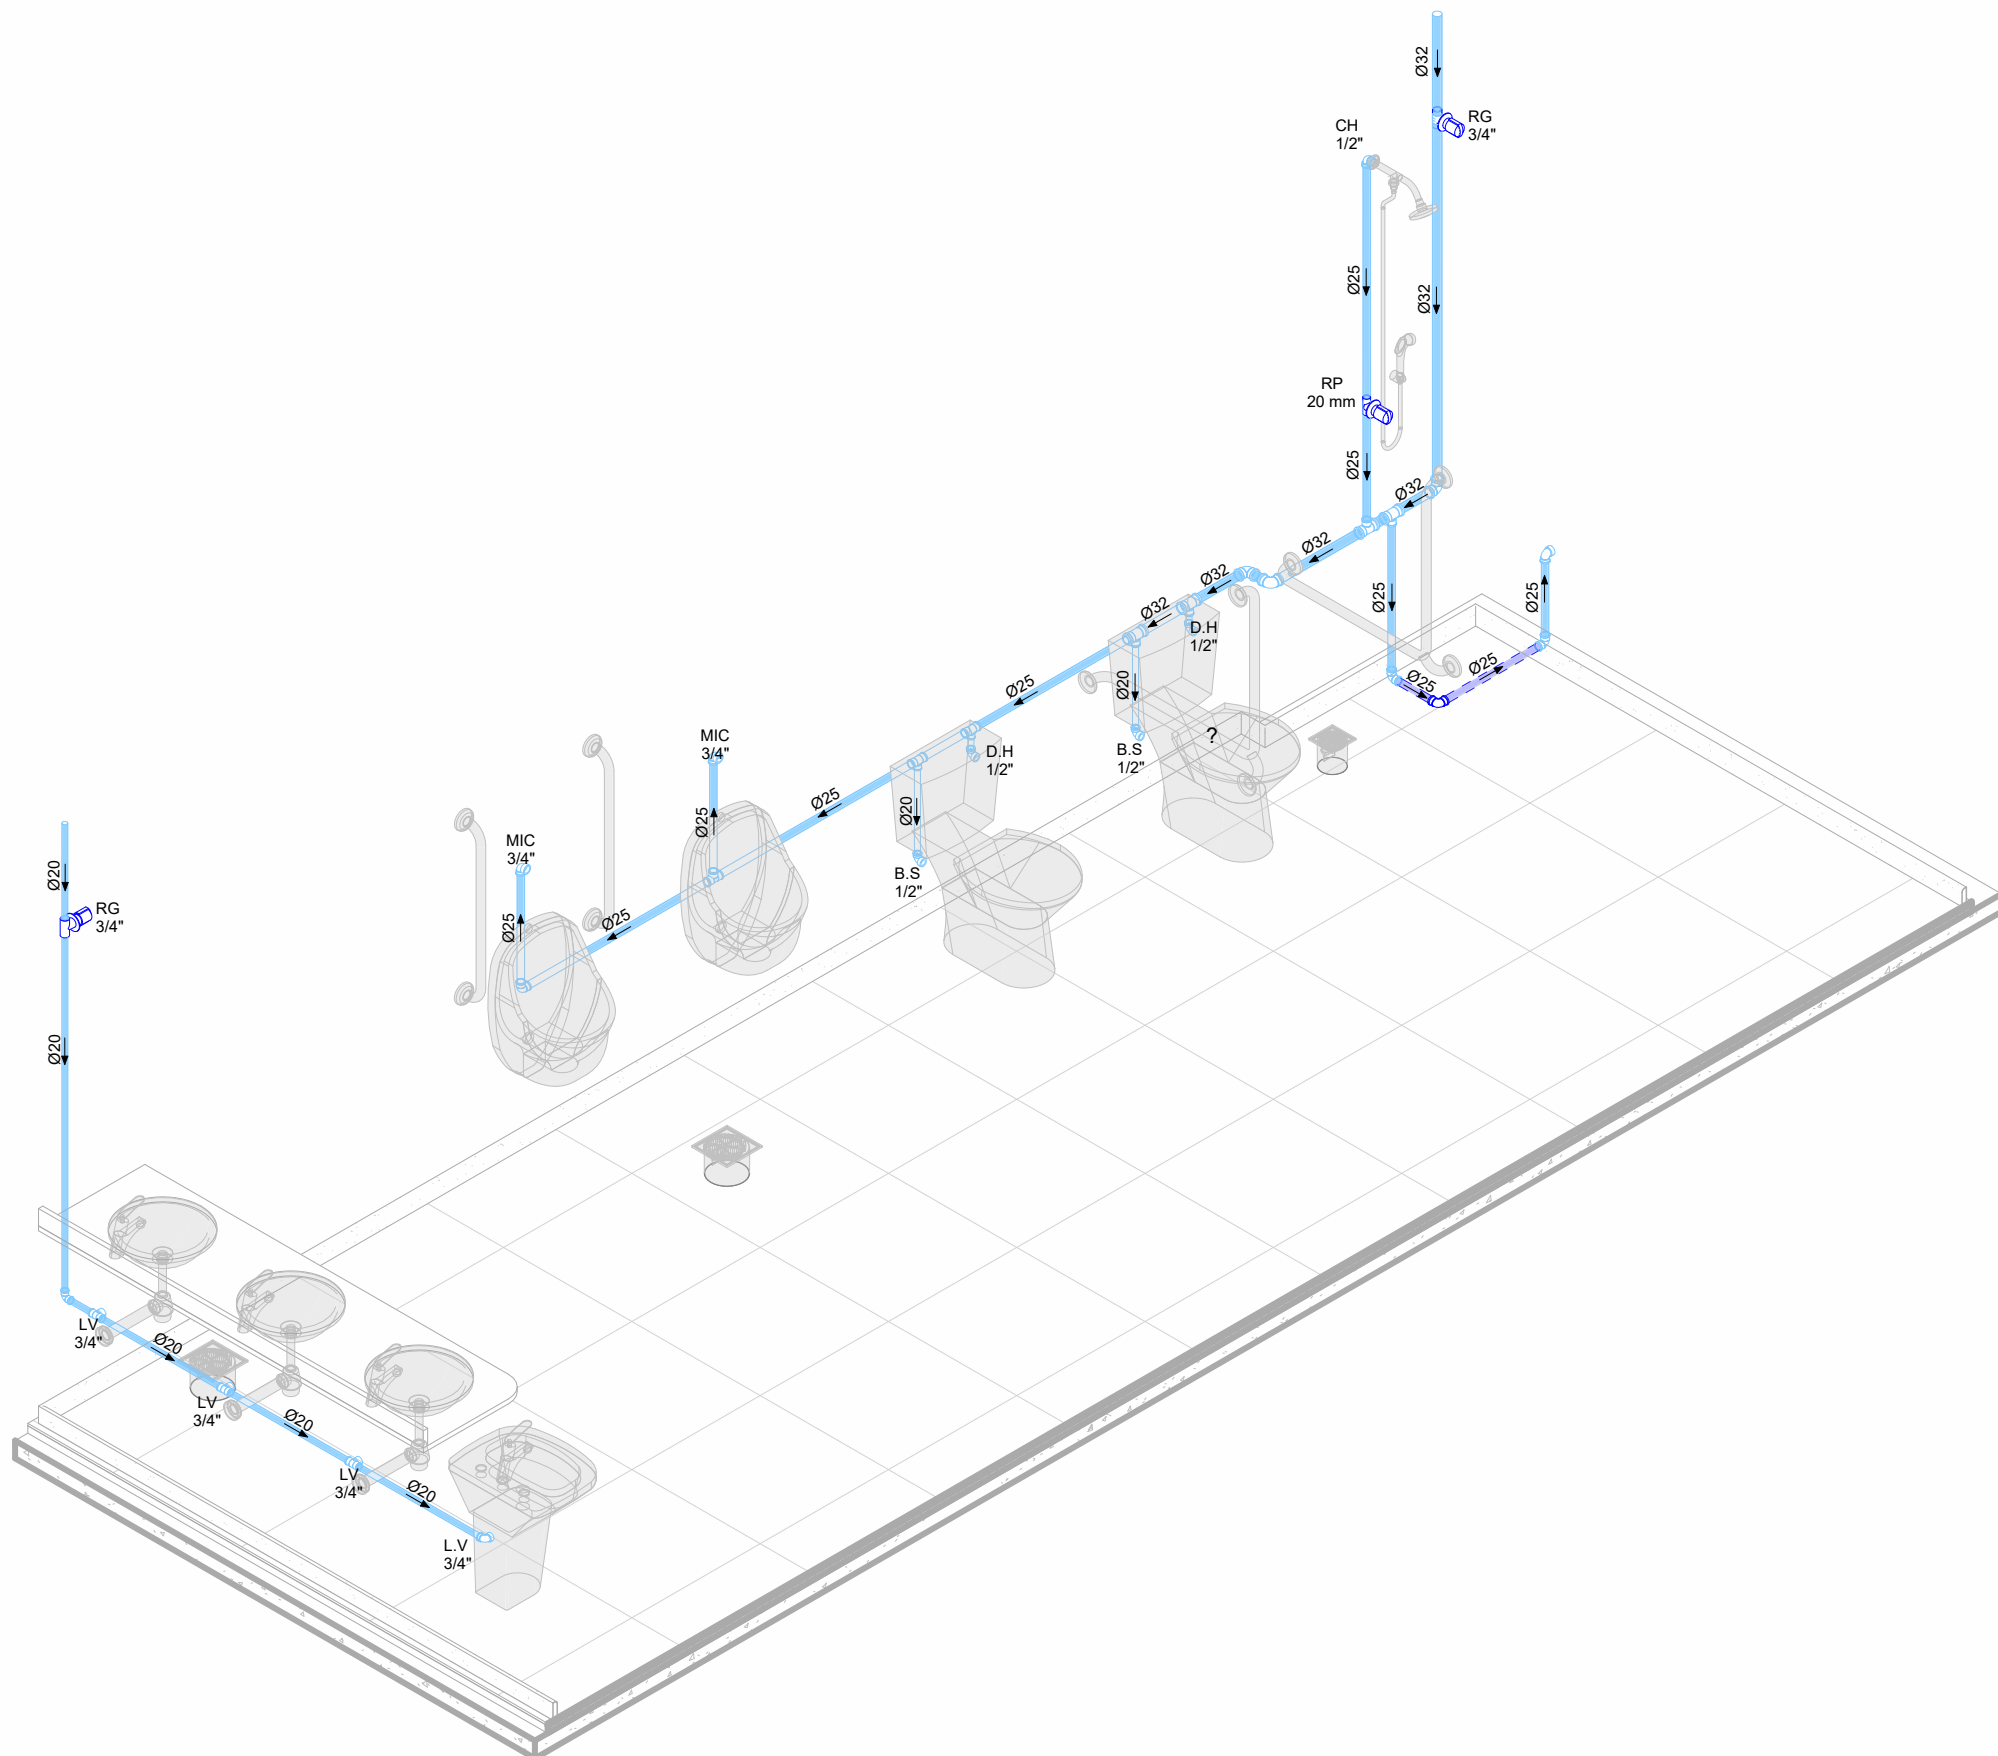 Ø32
RG
3/4"
CH
1/2"
Ø25
Ø32
RP
20 mm
Ø25
Ø32
Ø32
Ø32
Ø32
D.H
1/2"
Ø25
Ø25
Ø25
Ø25
Ø20
Ø25
?
B.S
1/2"
D.H
1/2"
MIC
3/4"
Ø25
Ø25
Ø20
B.S
1/2"
MIC
3/4"
Ø25
Ø25
Ø20
RG
3/4"
Ø20
LV
3/4"
Ø20
LV
3/4"
Ø20
LV
3/4"
Ø20
L.V
3/4"